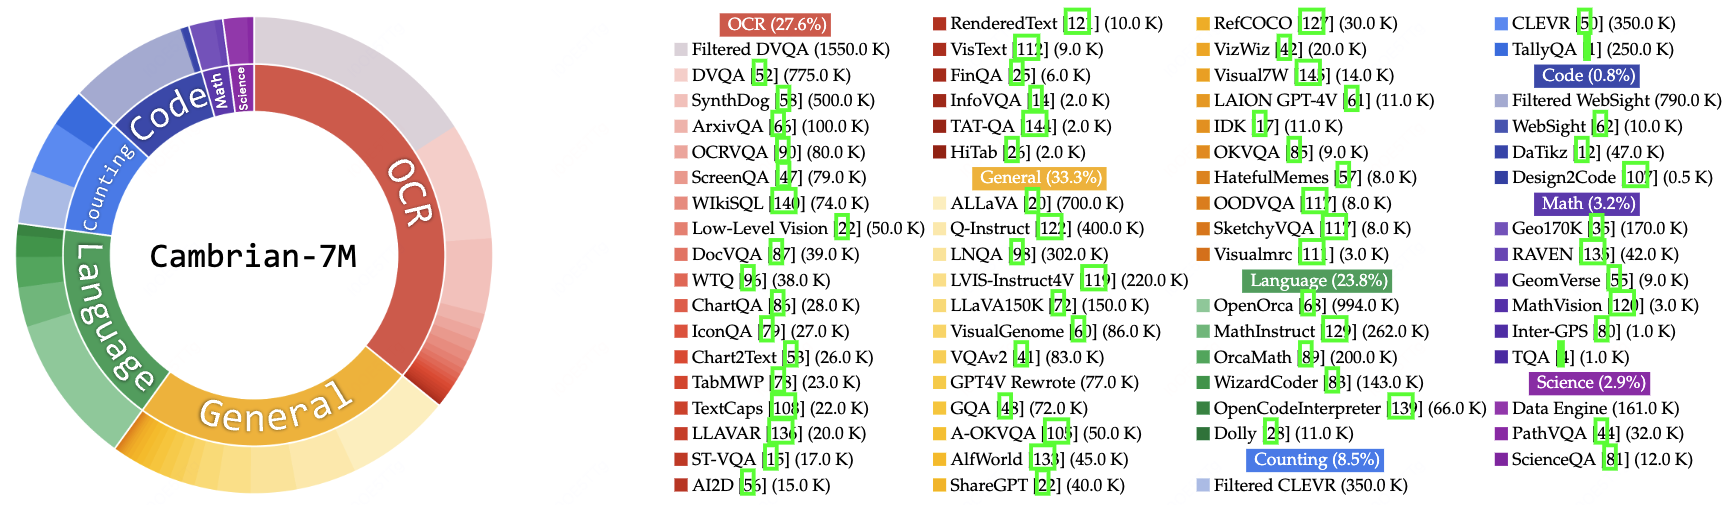 Cambrian-7M
OCR
General
Language
Counting
Code
Math
Science
OCR (27.6%)
Filtered DVQA (1550.0 K)
DVQA [52] (775.0 K)
SynthDog [58] (500.0 K)
ArxivQA [66] (100.0 K)
OCRVQA [90] (80.0 K)
ScreenQA [47] (79.0 K)
WIkiSQL [140] (74.0 K)
Low-Level Vision [22] (50.0 K)
DocVQA [87] (39.0 K)
WTQ [96] (38.0 K)
ChartQA [86] (28.0 K)
IconQA [79] (27.0 K)
Chart2Text [53] (26.0 K)
TabMWP [78] (23.0 K)
TextCaps [108] (22.0 K)
LLAVAR [136] (20.0 K)
ST-VQA [15] (17.0 K)
AI2D [56] (15.0 K)
RenderedText [121] (10.0 K)
VisText [112] (9.0 K)
FinQA [25] (6.0 K)
InfoVQA [14] (2.0 K)
TAT-QA [144] (2.0 K)
HiTab [26] (2.0 K)
General (33.3%)
ALLaVA [20] (700.0 K)
Q-Instruct [122] (400.0 K)
LNQA [98] (302.0 K)
LVIS-Instruct4V [119] (220.0 K)
LLaVA150K [72] (150.0 K)
VisualGenome [60] (86.0 K)
VQAv2 [41] (83.0 K)
GPT4V Rewrote (77.0 K)
GQA [48] (72.0 K)
A-OKVQA [105] (50.0 K)
AlfWorld [133] (45.0 K)
ShareGPT [22] (40.0 K)
RefCOCO [127] (30.0 K)
VizWiz [42] (20.0 K)
Visual7W [145] (14.0 K)
LAION GPT-4V [61] (11.0 K)
IDK [17] (11.0 K)
OKVQA [85] (9.0 K)
HatefulMemes [57] (8.0 K)
OODVQA [117] (8.0 K)
SketchyVQA [117] (8.0 K)
Visualmrc [111] (3.0 K)
Language (23.8%)
OpenOrca [68] (994.0 K)
MathInstruct [129] (262.0 K)
OrcaMath [89] (200.0 K)
WizardCoder [83] (143.0 K)
OpenCodeInterpreter [139] (66.0 K)
Dolly [28] (11.0 K)
Counting (8.5%)
Filtered CLEVR (350.0 K)
CLEVR [50] (350.0 K)
TallyQA [1] (250.0 K)
Code (0.8%)
Filtered WebSight (790.0 K)
WebSight [62] (10.0 K)
DaTikz [12] (47.0 K)
Design2Code [107] (0.5 K)
Math (3.2%)
Geo170K [35] (170.0 K)
RAVEN [135] (42.0 K)
GeomVerse [55] (9.0 K)
MathVision [120] (3.0 K)
Inter-GPS [80] (1.0 K)
TQA [4] (1.0 K)
Science (2.9%)
Data Engine (161.0 K)
PathVQA [44] (32.0 K)
ScienceQA [81] (12.0 K)